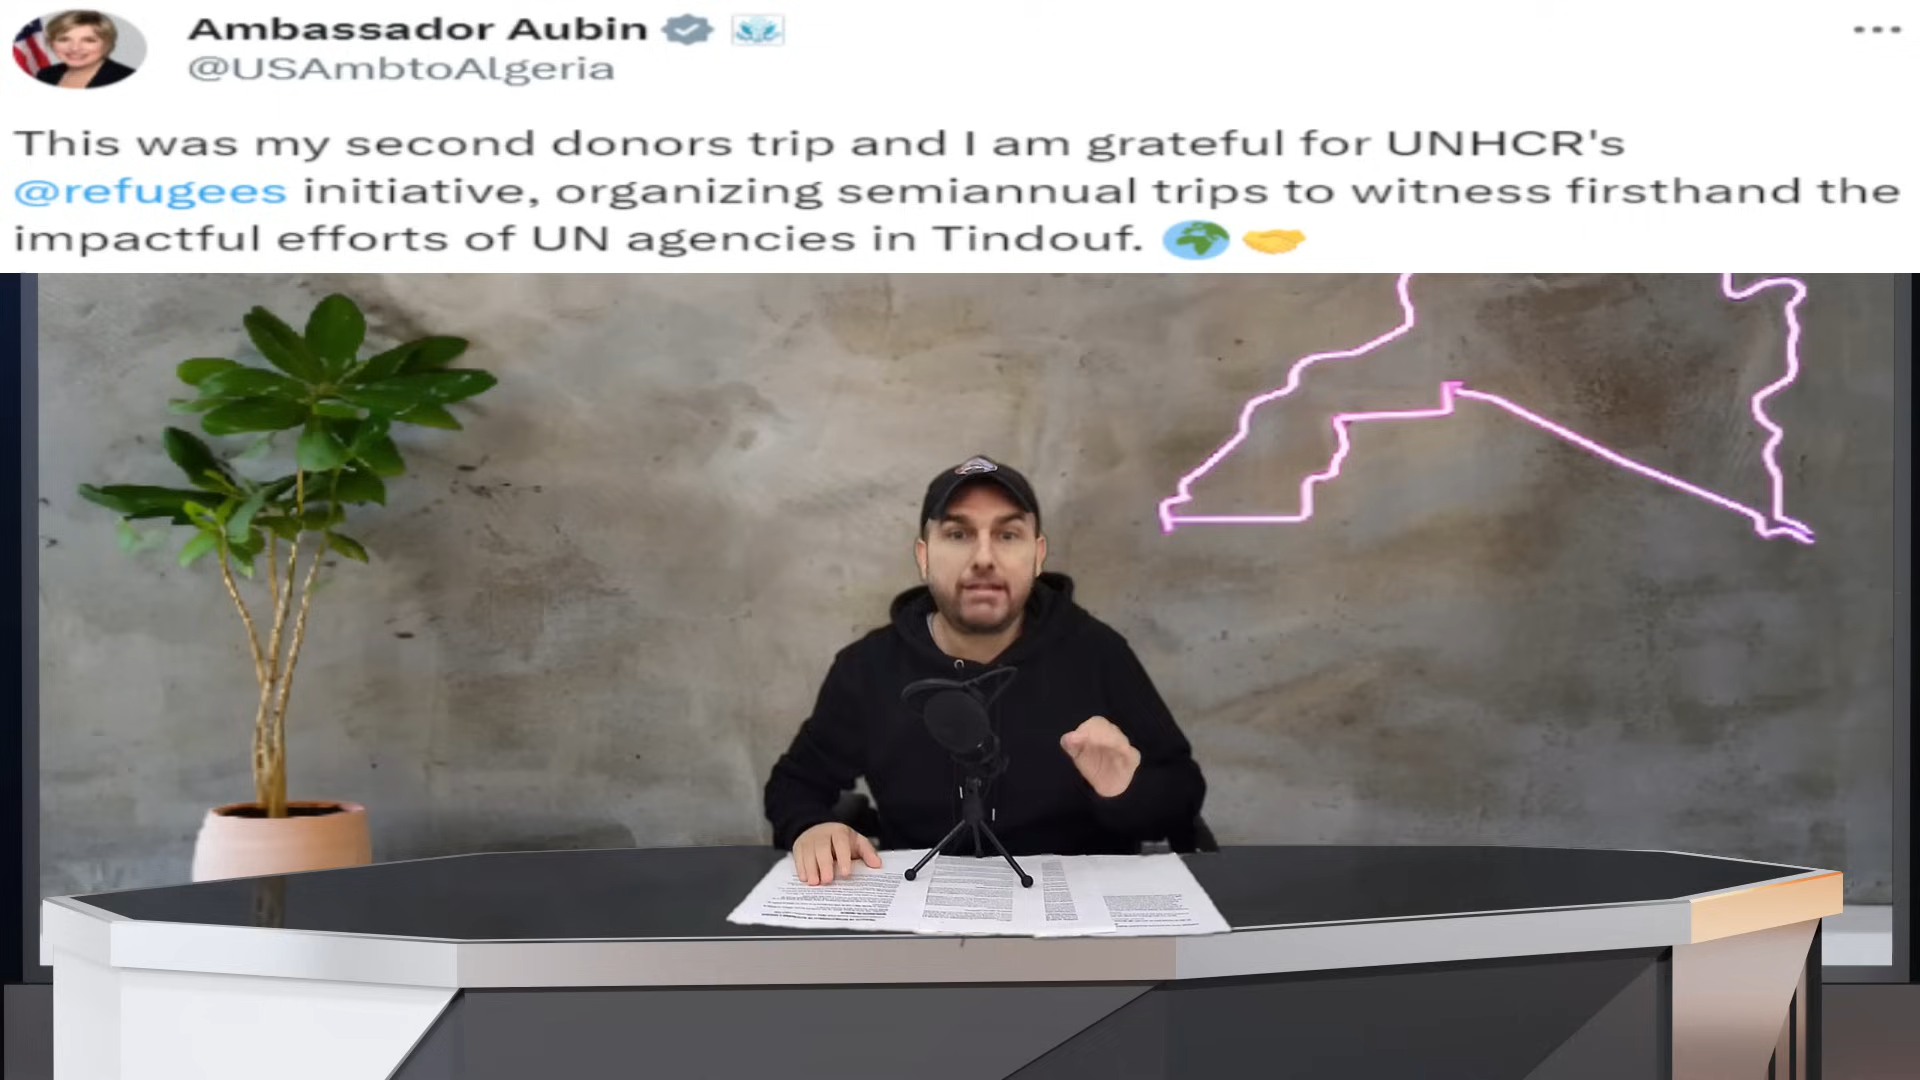 Ambassador Aubin
@USAmbtoAlgeria
This was my second donors trip and I am grateful for UNHCR's
@refugees initiative, organizing semiannual trips to witness firsthand the
impactful efforts of UN agencies in Tindouf. 🌍 🤝